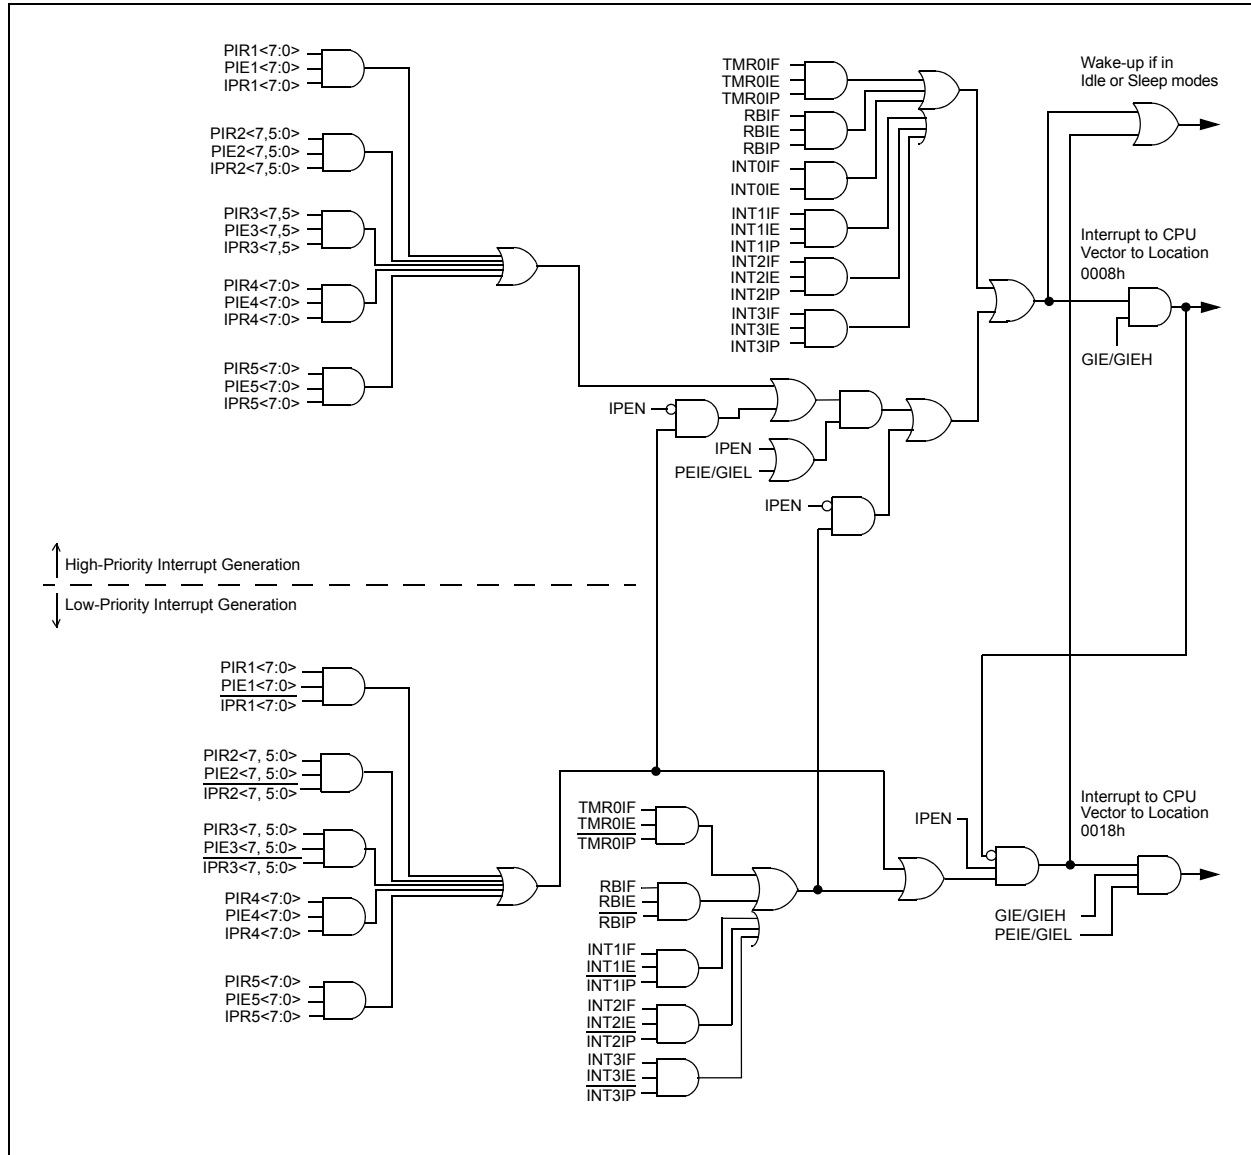 PIR1<7:0>
PIE1<7:0>
IPR1<7:0>
PIR2<7,5:0>
PIE2<7,5:0>
IPR2<7,5:0>
PIR3<7,5>
PIE3<7,5>
IPR3<7,5>
PIR4<7:0>
PIE4<7:0>
IPR4<7:0>
PIR5<7:0>
PIE5<7:0>
IPR5<7:0>
TMR0IF
TMR0IE
TMR0IP
RBIF
RBIE
RBIP
INT0IF
INT0IE
INT1IF
INT1IE
INT1IP
INT2IF
INT2IE
INT2IP
INT3IF
INT3IE
INT3IP
Wake-up if in
Idle or Sleep modes
Interrupt to CPU
Vector to Location
0008h
GIE/GIEH
IPEN
IPEN
PEIE/GIEL
IPEN
High-Priority Interrupt Generation
Low-Priority Interrupt Generation
PIR1<7:0>
PIE1<7:0>
IPR1<7:0>
PIR2<7, 5:0>
PIE2<7, 5:0>
IPR2<7, 5:0>
PIR3<7, 5:0>
PIE3<7, 5:0>
IPR3<7, 5:0>
PIR4<7:0>
PIE4<7:0>
IPR4<7:0>
PIR5<7:0>
PIE5<7:0>
IPR5<7:0>
TMR0IF
TMR0IE
TMR0IP
RBIF
RBIE
RBIP
INT1IF
INT1IE
INT1IP
INT2IF
INT2IE
INT2IP
INT3IF
INT3IE
INT3IP
IPEN
Interrupt to CPU
Vector to Location
0018h
GIE/GIEH
PEIE/GIEL